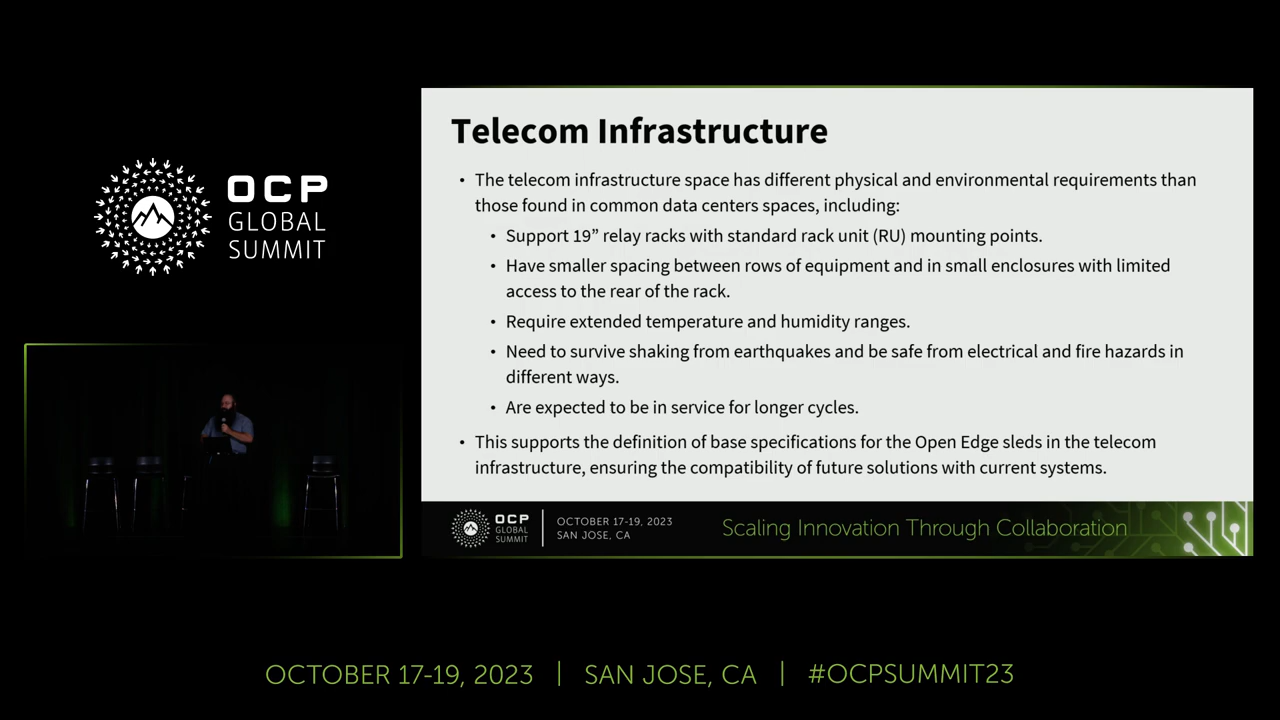 OCP
GLOBAL
SUMMIT
Telecom Infrastructure
• The telecom infrastructure space has different physical and environmental requirements than
those found in common data centers spaces, including:
• Support 19” relay racks with standard rack unit (RU) mounting points.
• Have smaller spacing between rows of equipment and in small enclosures with limited
access to the rear of the rack.
• Require extended temperature and humidity ranges.
• Need to survive shaking from earthquakes and be safe from electrical and fire hazards in
different ways.
• Are expected to be in service for longer cycles.
• This supports the definition of base specifications for the Open Edge sleds in the telecom
infrastructure, ensuring the compatibility of future solutions with current systems.
OCP
GLOBAL
SUMMIT
OCTOBER 17-19, 2023
SAN JOSE, CA
Scaling Innovation Through Collaboration
OCTOBER 17-19, 2023 | SAN JOSE, CA | #OCPSUMMIT23